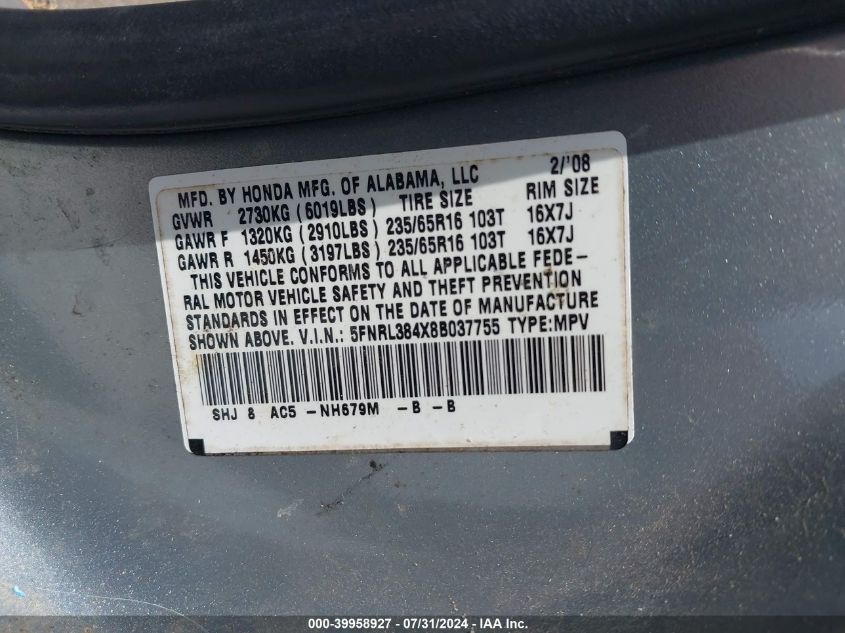 MFD. BY HONDA MFG. OF ALABAMA, LLC 2/'08
GVWR 2730KG (6019LBS) TIRE SIZE RIM SIZE
GAWR F 1320KG (2910LBS) 235/65R16 103T 16X7J
GAWR R 1450KG (3197LBS) 235/65R16 103T 16X7J
THIS VEHICLE CONFORMS TO ALL APPLICABLE FEDE-
RAL MOTOR VEHICLE SAFETY AND THEFT PREVENTION
STANDARDS IN EFFECT ON THE DATE OF MANUFACTURE
SHOWN ABOVE. V.I.N.: 5FNRL384X8B037755 TYPE:MPV
SHJ 8 AC5 -NH679M -B -B
000-39958927 - 07/31/2024 - IAA Inc.